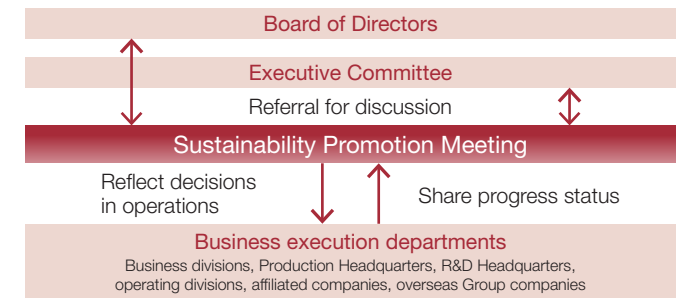 Board of Directors
Executive Committee
Referral for discussion
Sustainability Promotion Meeting
Reflect decisions
in operations
Share progress status
Business execution departments
Business divisions, Production Headquarters, R&D Headquarters,
operating divisions, affiliated companies, overseas Group companies